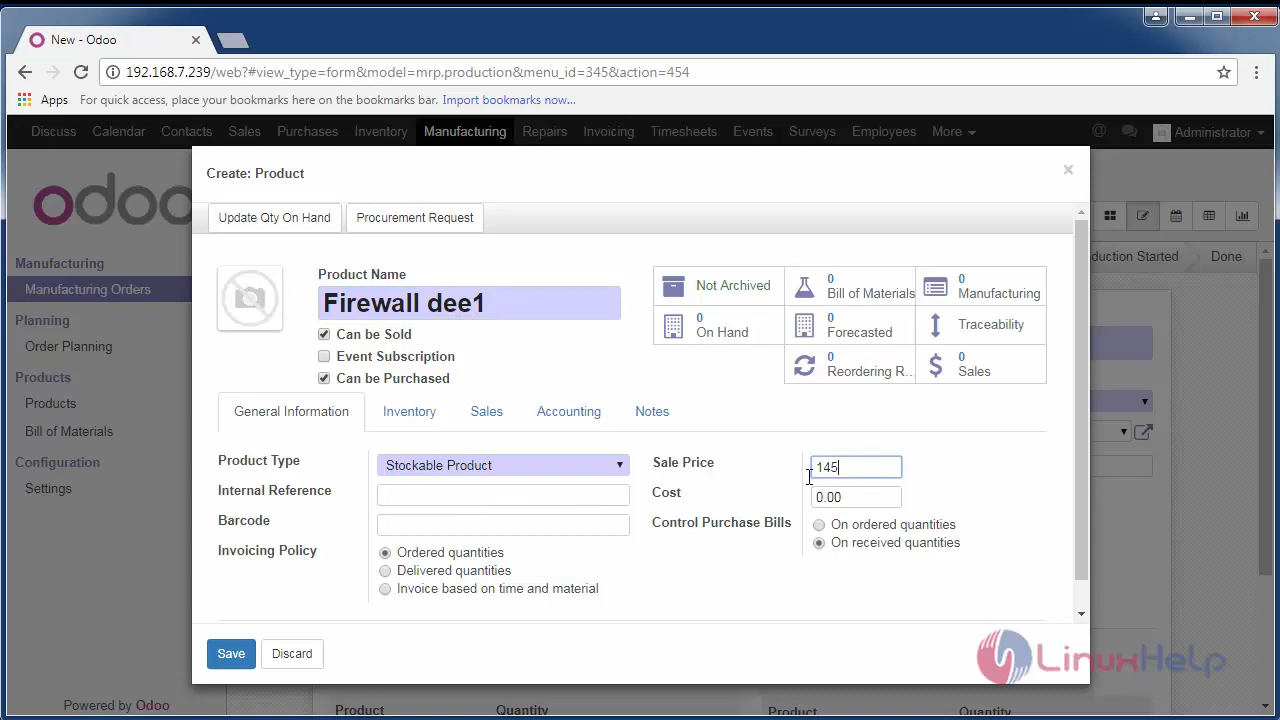 New - Odoo
192.168.7.239/web?#view_type=form&model=mrp.production&menu_id=345&action=454
Apps For quick access, place your bookmarks here on the bookmarks bar. Import bookmarks now...
Discuss Calendar Contacts Sales Purchases Inventory Manufacturing Repairs Invoicing Timesheets Events Surveys Employees More @ Administrator
odoo
Manufacturing
Manufacturing Orders
Planning
Order Planning
Products
Products
Bill of Materials
Configuration
Settings
Powered by Odoo
Create: Product ×
Update Qty On Hand Procurement Request
Product Name
Firewall dee1
Can be Sold
Event Subscription
Can be Purchased
Not Archived
0 Bill of Materials
0 Manufacturing
0 On Hand
0 Forecasted
Traceability
0 Reordering R...
0 Sales
General Information Inventory Sales Accounting Notes
Product Type Stockable Product
Internal Reference
Barcode
Invoicing Policy Ordered quantities
Delivered quantities
Invoice based on time and material
Sale Price 145
Cost 0.00
Control Purchase Bills On ordered quantities
On received quantities
Save Discard
duction Started Done
LinuxHelp
Product Quantity Product Quantity